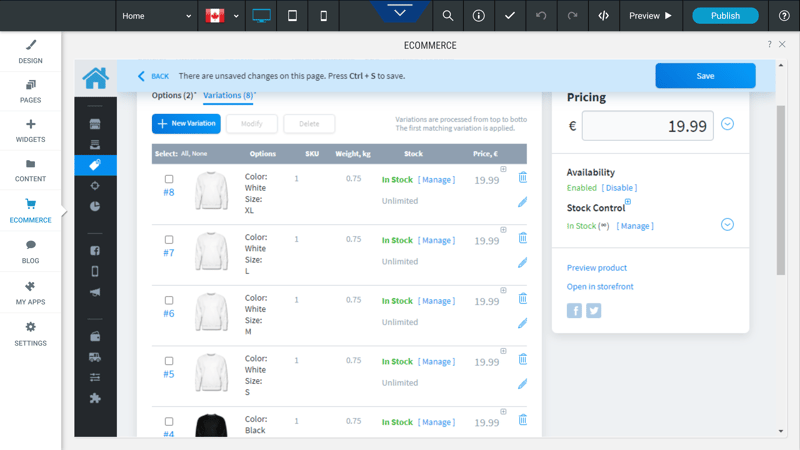 Home
Preview
Publish
DESIGN
PAGES
WIDGETS
CONTENT
ECOMMERCE
BLOG
MY APPS
SETTINGS
ECOMMERCE
BACK
There are unsaved changes on this page. Press Ctrl + S to save.
Save
Options (2)*
Variations (8)*
New Variation
Modify
Delete
Variations are processed from top to botto
The first matching variation is applied.
Select: All, None
Options
SKU
Weight, kg
Stock
Price, €
#8
Color:
White
Size:
XL
1
0.75
In Stock [ Manage ]
Unlimited
19.99
#7
Color:
White
Size:
L
1
0.75
In Stock [ Manage ]
Unlimited
19.99
#6
Color:
White
Size:
M
1
0.75
In Stock [ Manage ]
Unlimited
19.99
#5
Color:
White
Size:
S
1
0.75
In Stock [ Manage ]
Unlimited
19.99
#4
Color:
Black
1
0.75
In Stock [ Manage ]
19.99
Pricing
€ 19.99
Availability
Enabled [ Disable ]
Stock Control
In Stock (∞) [ Manage ]
Preview product
Open in storefront